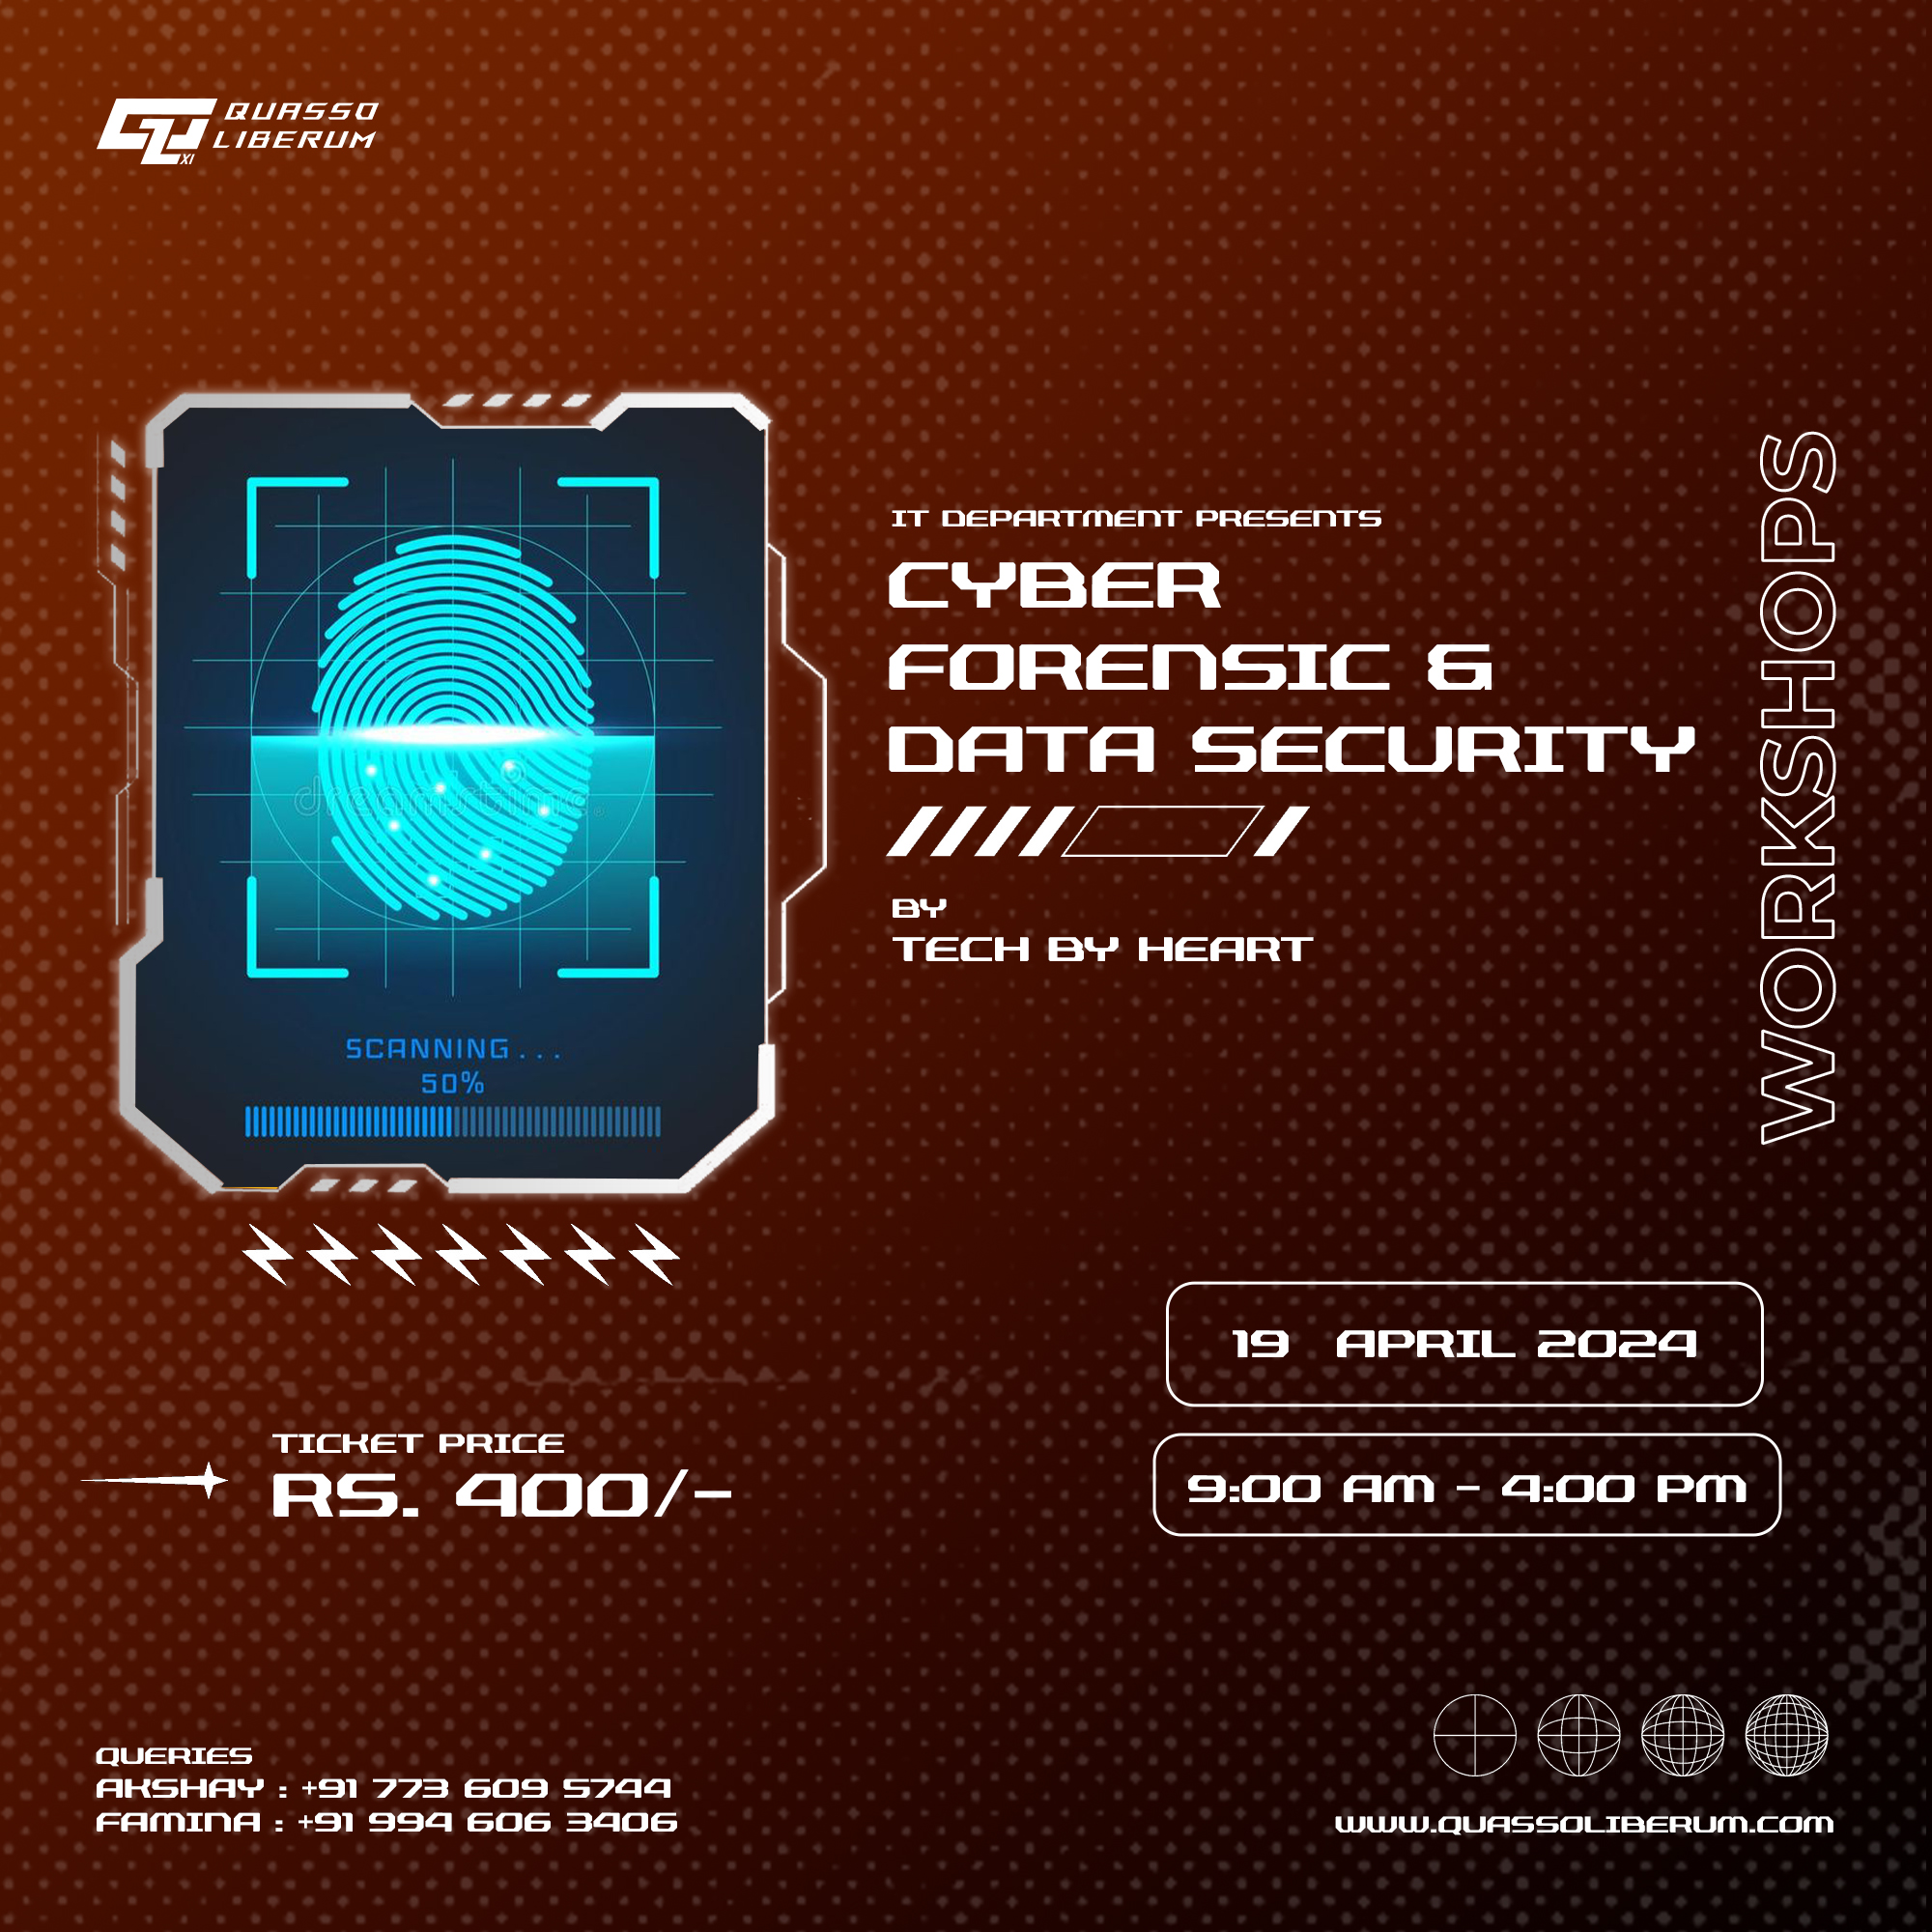 QUASSO
LIBERUM
XI
IT DEPARTMENT PRESENTS
CYBER
FORENSIC &
DATA SECURITY
BY
TECH BY HEART
WORKSHOPS
dreamstime
SCANNING...
50%
19 APRIL 2024
9:00 AM - 4:00 PM
TICKET PRICE
RS. 400/-
QUERIES
AKSHAY : +91 773 609 5744
FAMINA : +91 994 606 3406
WWW.QUASSOLIBERUM.COM